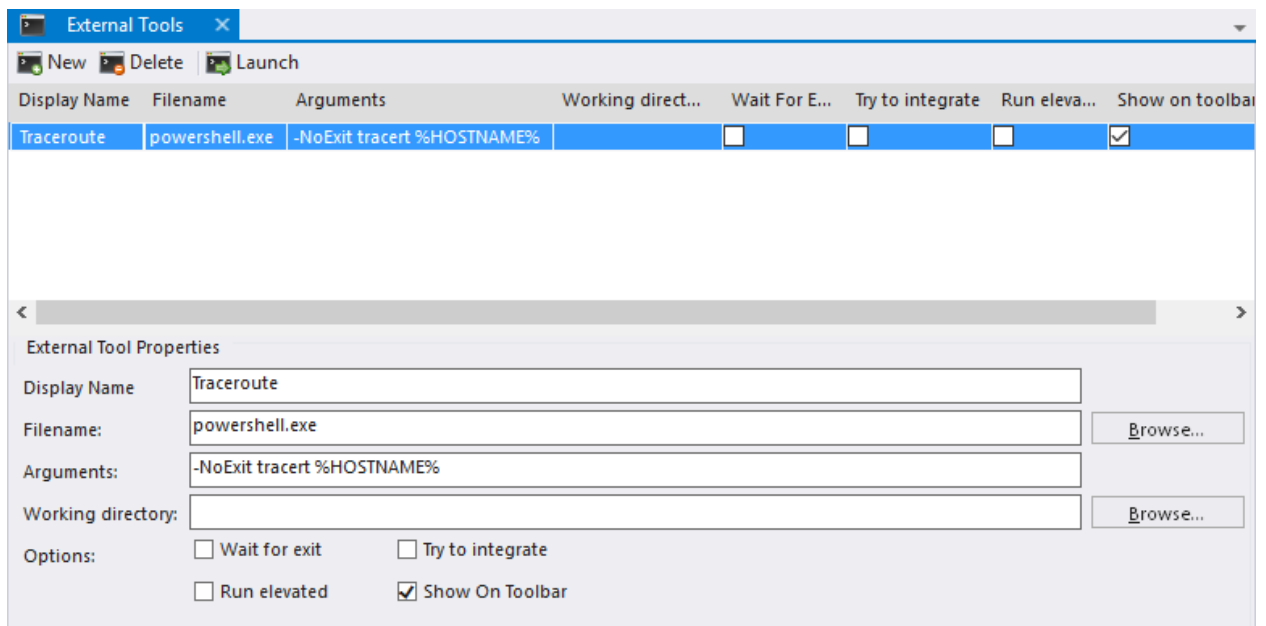 External Tools
New Delete Launch
Display Name Filename Arguments Working direct... Wait For E... Try to integrate Run eleva... Show on toolbar
Traceroute powershell.exe -NoExit tracert %HOSTNAME%
External Tool Properties
Display Name Traceroute
Filename: powershell.exe Browse...
Arguments: -NoExit tracert %HOSTNAME%
Working directory: Browse...
Options: Wait for exit Try to integrate
Run elevated Show On Toolbar